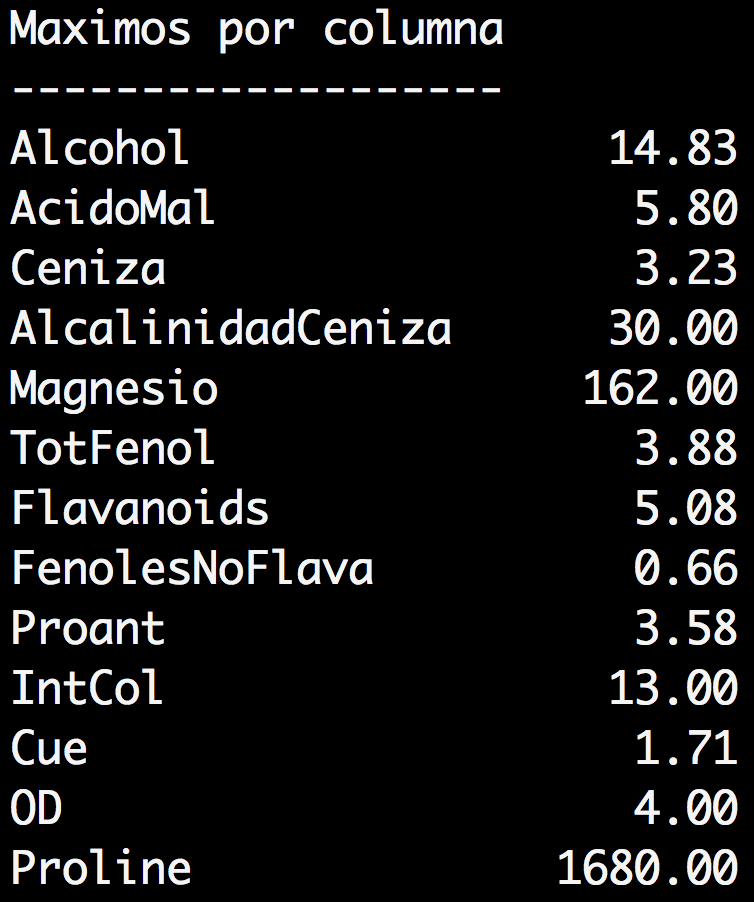 Maximos por columna
-------------------
Alcohol 14.83
AcidoMal 5.80
Ceniza 3.23
AlcalinidadCeniza 30.00
Magnesio 162.00
TotFenol 3.88
Flavanoids 5.08
FenolesNoFlava 0.66
Proant 3.58
IntCol 13.00
Cue 1.71
OD 4.00
Proline 1680.00